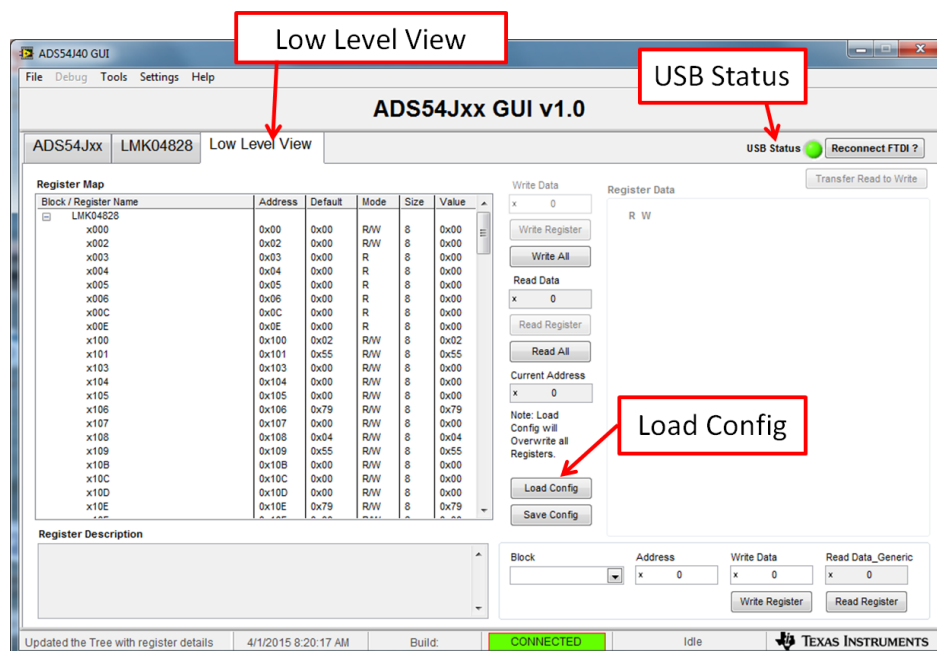 Low Level View
ADS54J40 GUI
USB Status
File Debug Tools Settings Help
ADS54Jxx GUI v1.0
ADS54Jxx LMK04828 Low Level View
USB Status Reconnect FTDI ?
Transfer Read to Write
Register Map
Block / Register Name Address Default Mode Size Value
LMK04828
x000 0x00 0x00 R/W 8 0x00
x002 0x02 0x00 R/W 8 0x00
x003 0x03 0x00 R 8 0x00
x004 0x04 0x00 R 8 0x00
x005 0x05 0x00 R 8 0x00
x006 0x06 0x00 R 8 0x00
x00C 0x0C 0x00 R 8 0x00
x00E 0x0E 0x00 R 8 0x00
x100 0x100 0x02 R/W 8 0x02
x101 0x101 0x55 R/W 8 0x55
x103 0x103 0x00 R/W 8 0x00
x104 0x104 0x00 R/W 8 0x00
x105 0x105 0x00 R/W 8 0x00
x106 0x106 0x79 R/W 8 0x79
x107 0x107 0x00 R/W 8 0x00
x108 0x108 0x04 R/W 8 0x04
x109 0x109 0x55 R/W 8 0x55
x10B 0x10B 0x00 R/W 8 0x00
x10C 0x10C 0x00 R/W 8 0x00
x10D 0x10D 0x00 R/W 8 0x00
x10E 0x10E 0x79 R/W 8 0x79
Write Data
x 0
Write Register
Write All
Read Data
x 0
Read Register
Read All
Current Address
x 0
Note: Load
Config will
Overwrite all
Registers.
Load Config
Save Config
Register Data
R W
Load Config
Register Description
Block Address Write Data Read Data_Generic
x 0 x 0 x 0
Write Register Read Register
Updated the Tree with register details 4/1/2015 8:20:17 AM Build: CONNECTED Idle TEXAS INSTRUMENTS